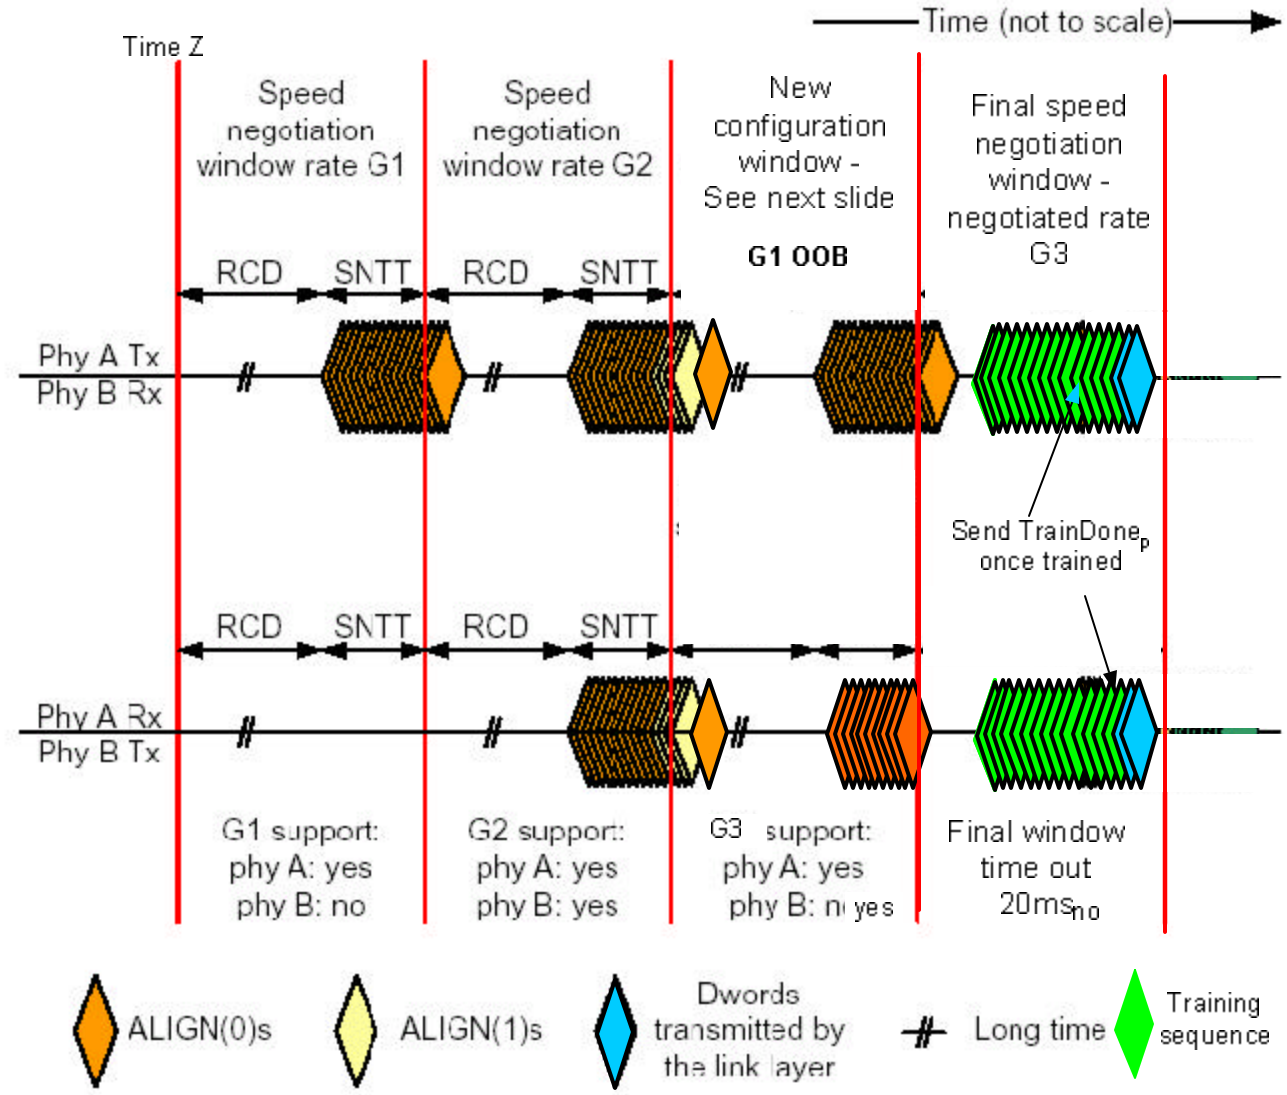 Time (not to scale)
Time Z
Speed
negotiation
window rate G1
Speed
negotiation
window rate G2
New
configuration
window -
See next slide
G1 OOB
Final speed
negotiation
window -
negotiated rate
G3
RCD SNTT RCD SNTT
Phy A Tx
Phy B Rx
Send TrainDonep
once trained
RCD SNTT RCD SNTT
Phy A Rx
Phy B Tx
G1 support:
phy A: yes
phy B: no
G2 support:
phy A: yes
phy B: yes
G3 support:
phy A: yes
phy B: yes
Final window
time out
20ms
no
ALIGN(0)s
ALIGN(1)s
Dwords
transmitted by
the link layer
Long time
Training
sequence